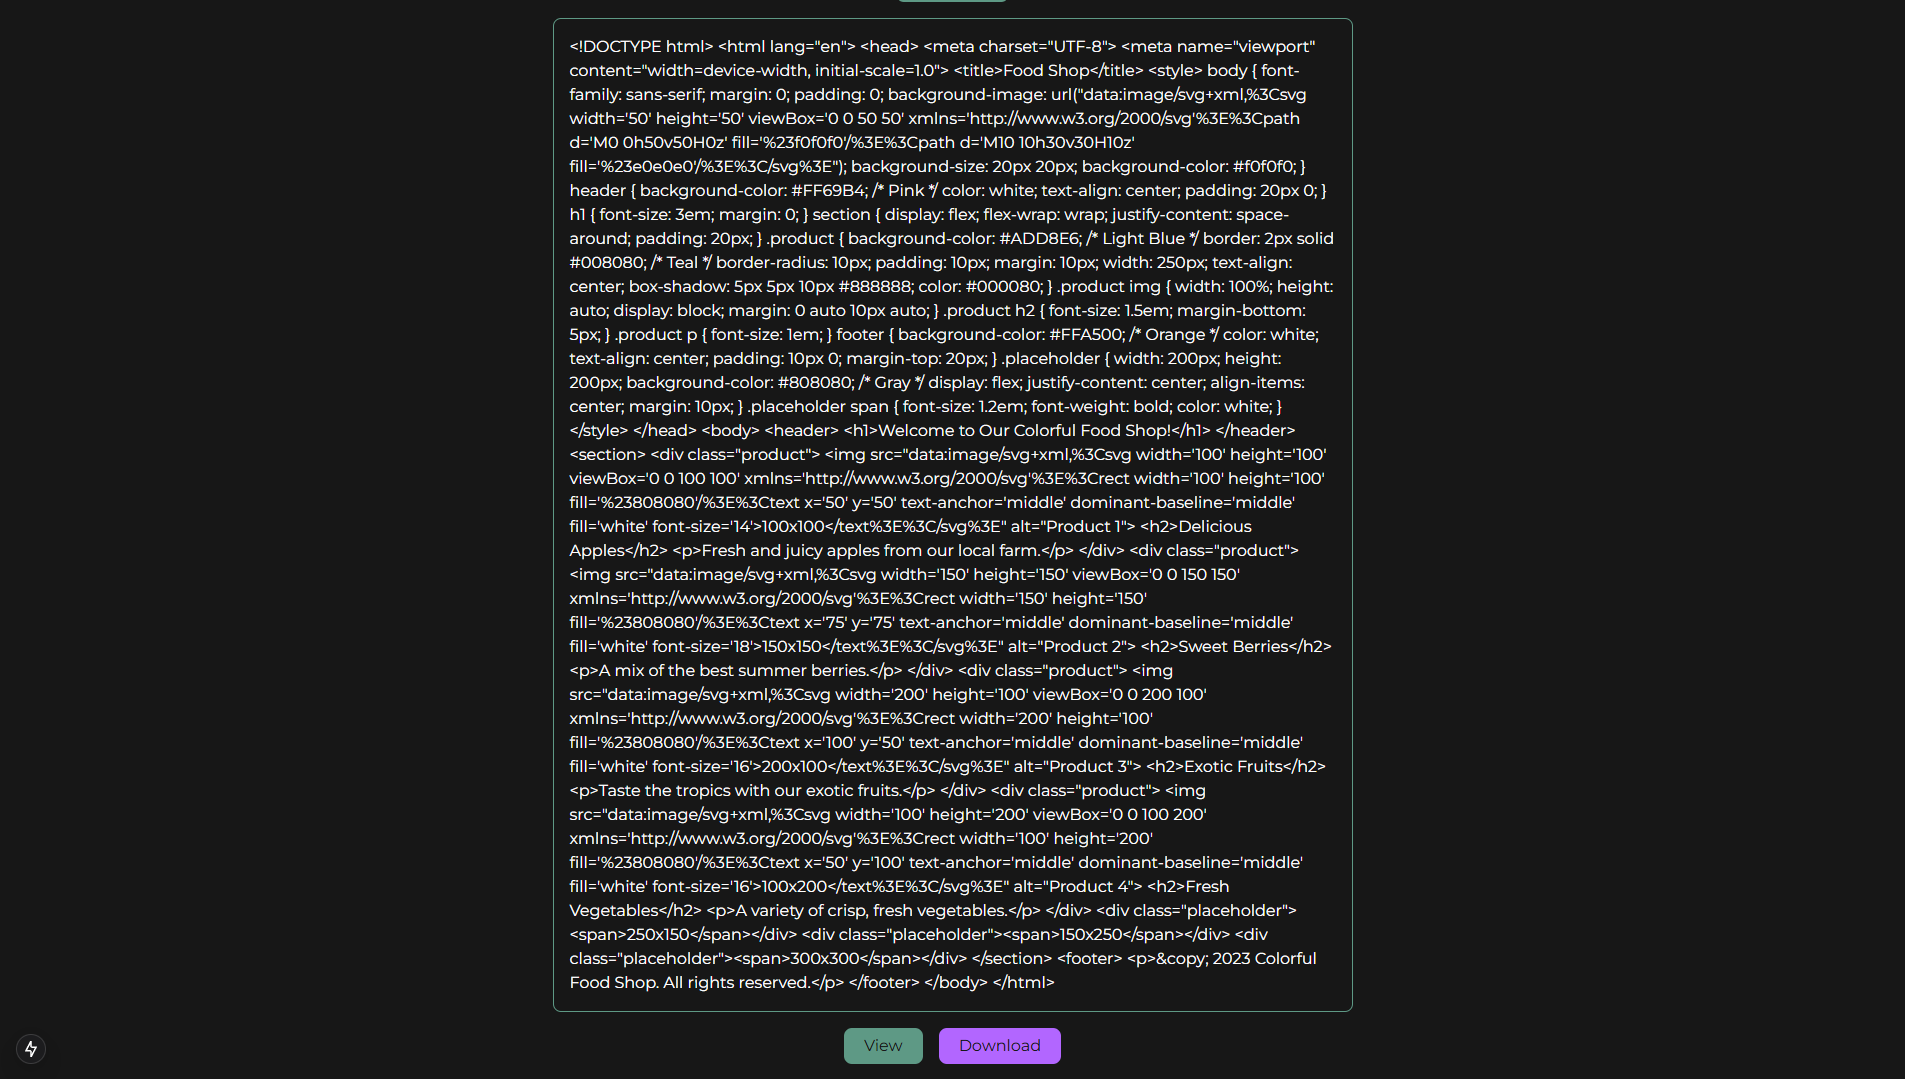 <!DOCTYPE html> <html lang="en"> <head> <meta charset="UTF-8"> <meta name="viewport"
content="width=device-width, initial-scale=1.0"> <title>Food Shop</title> <style> body { font-
family: sans-serif; margin: 0; padding: 0; background-image: url("data:image/svg+xml,%3Csvg
width='50' height='50' viewBox='0 0 50 50' xmlns='http://www.w3.org/2000/svg'%3E%3Cpath
d='M0 0h50v50H0z' fill='%23f0f0f0'/%3E%3Cpath d='M10 10h30v30H10z'
fill='%23e0e0e0'/%3E%3C/svg%3E"); background-size: 20px 20px; background-color: #f0f0f0; }
header { background-color: #FF69B4; /* Pink */ color: white; text-align: center; padding: 20px 0; }
h1 { font-size: 3em; margin: 0; } section { display: flex; flex-wrap: wrap; justify-content: space-
around; padding: 20px; } .product { background-color: #ADD8E6; /* Light Blue */ border: 2px solid
#008080; /* Teal */ border-radius: 10px; padding: 10px; margin: 10px; width: 250px; text-align:
center; box-shadow: 5px 5px 10px #888888; color: #000080; } .product img { width: 100%; height:
auto; display: block; margin: 0 auto 10px auto; } .product h2 { font-size: 1.5em; margin-bottom:
5px; } .product p { font-size: 1em; } footer { background-color: #FFA500; /* Orange */ color: white;
text-align: center; padding: 10px 0; margin-top: 20px; } .placeholder { width: 200px; height:
200px; background-color: #808080; /* Gray */ display: flex; justify-content: center; align-items:
center; margin: 10px; } .placeholder span { font-size: 1.2em; font-weight: bold; color: white; }
</style> </head> <body> <header> <h1>Welcome to Our Colorful Food Shop!</h1> </header>
<section> <div class="product"> <img src="data:image/svg+xml,%3Csvg width='100' height='100'
viewBox='0 0 100 100' xmlns='http://www.w3.org/2000/svg'%3E%3Crect width='100' height='100'
fill='%23808080'/%3E%3Ctext x='50' y='50' text-anchor='middle' dominant-baseline='middle'
fill='white' font-size='14'>100x100</text%3E%3C/svg%3E" alt="Product 1"> <h2>Delicious
Apples</h2> <p>Fresh and juicy apples from our local farm.</p> </div> <div class="product">
<img src="data:image/svg+xml,%3Csvg width='150' height='150' viewBox='0 0 150 150'
xmlns='http://www.w3.org/2000/svg'%3E%3Crect width='150' height='150'
fill='%23808080'/%3E%3Ctext x='75' y='75' text-anchor='middle' dominant-baseline='middle'
fill='white' font-size='18'>150x150</text%3E%3C/svg%3E" alt="Product 2"> <h2>Sweet Berries</h2>
<p>A mix of the best summer berries.</p> </div> <div class="product"> <img
src="data:image/svg+xml,%3Csvg width='200' height='100' viewBox='0 0 200 100'
xmlns='http://www.w3.org/2000/svg'%3E%3Crect width='200' height='100'
fill='%23808080'/%3E%3Ctext x='100' y='50' text-anchor='middle' dominant-baseline='middle'
fill='white' font-size='16'>200x100</text%3E%3C/svg%3E" alt="Product 3"> <h2>Exotic Fruits</h2>
<p>Taste the tropics with our exotic fruits.</p> </div> <div class="product"> <img
src="data:image/svg+xml,%3Csvg width='100' height='200' viewBox='0 0 100 200'
xmlns='http://www.w3.org/2000/svg'%3E%3Crect width='100' height='200'
fill='%23808080'/%3E%3Ctext x='50' y='100' text-anchor='middle' dominant-baseline='middle'
fill='white' font-size='16'>100x200</text%3E%3C/svg%3E" alt="Product 4"> <h2>Fresh
Vegetables</h2> <p>A variety of crisp, fresh vegetables.</p> </div> <div class="placeholder">
<span>250x150</span></div> <div class="placeholder"><span>150x250</span></div> <div
class="placeholder"><span>300x300</span></div> </section> <footer> <p>&copy; 2023 Colorful
Food Shop. All rights reserved.</p> </footer> </body> </html>
View
Download